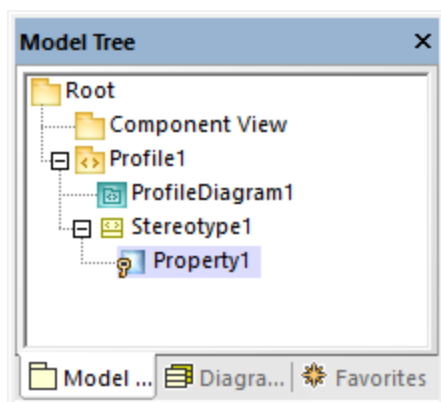 Model Tree
Root
Component View
Profile1
ProfileDiagram1
Stereotype1
Property1
Model ... Diagra... Favorites